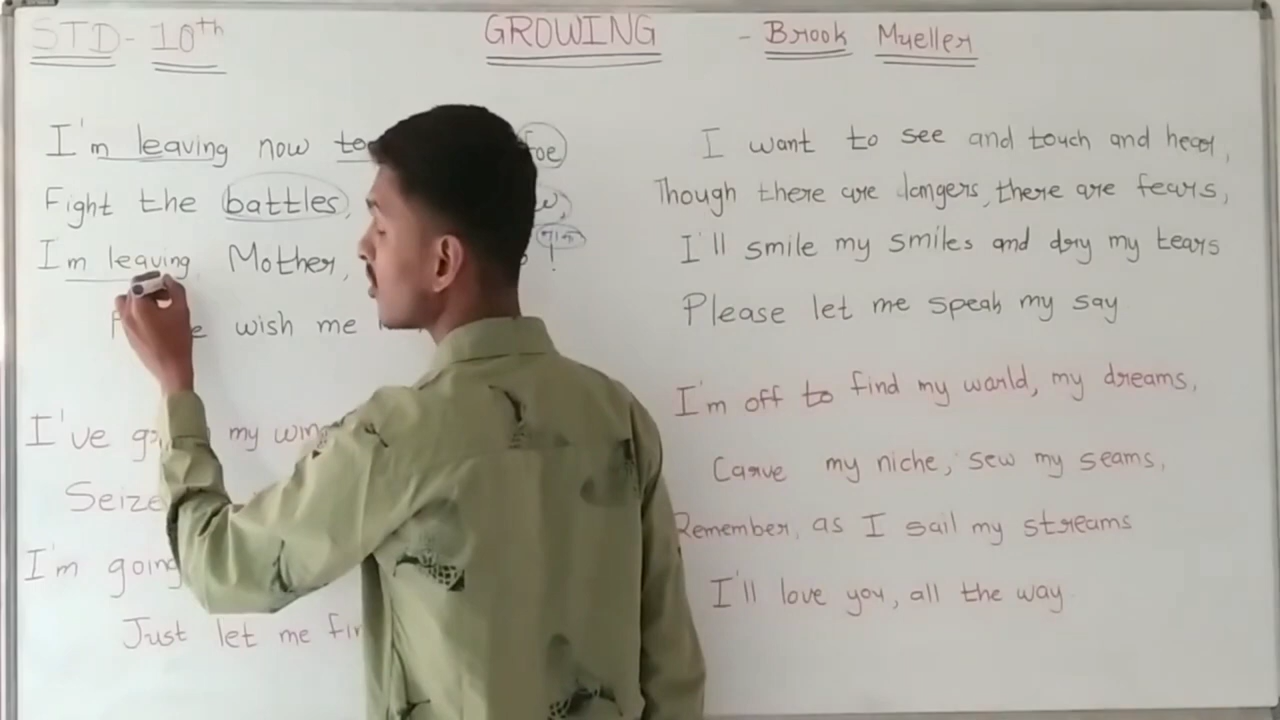 STD - 10th
GROWING - Brook Mueller
I'm leaving now to foe
Fight the battles,
Im leaving Mother,
wish me
I've my
Seize
I'm going
Just let me
I want to see and touch and hear,
Though there are langers, there are fears,
I'll smile my smiles and dry my tears
Please let me speak my say
I'm off to find my world, my dreams,
Carve my niche, sew my seams,
Remember, as I sail my streams
I'll love you, all the way